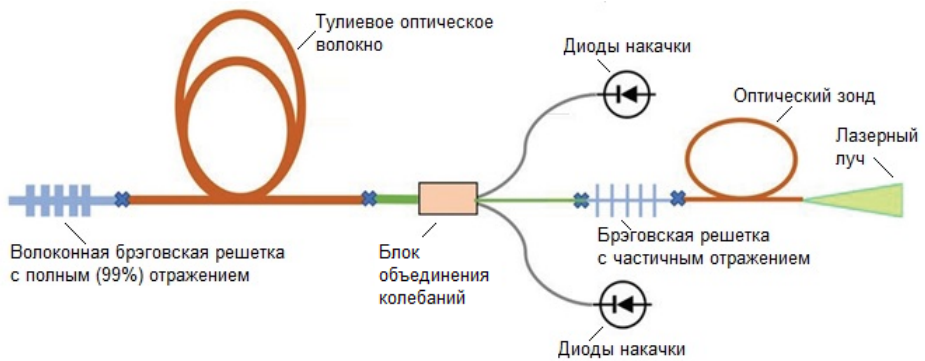 Тулиевое оптическое
волокно
Диоды накачки
Оптический зонд
Лазерный
луч
Волоконная брэговская решетка
с полным (99%) отражением
Блок
объединения
колебаний
Брэговская решетка
с частичным отражением
Диоды накачки